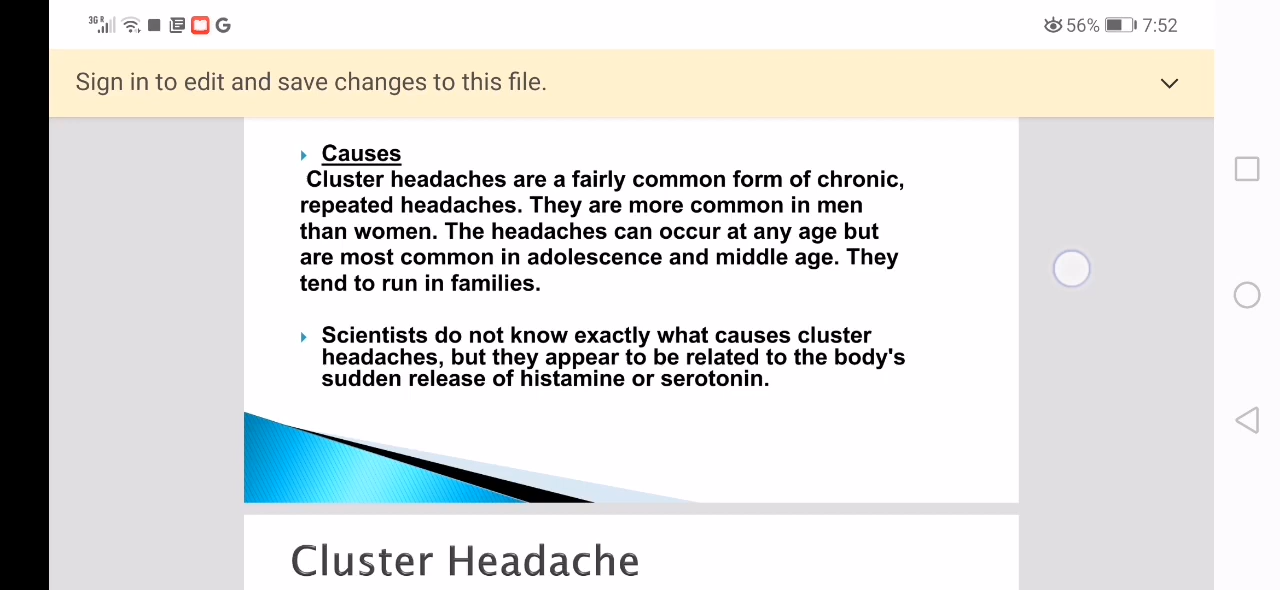 3G R 56% 7:52
Sign in to edit and save changes to this file.
Causes
Cluster headaches are a fairly common form of chronic,
repeated headaches. They are more common in men
than women. The headaches can occur at any age but
are most common in adolescence and middle age. They
tend to run in families.
Scientists do not know exactly what causes cluster
headaches, but they appear to be related to the body's
sudden release of histamine or serotonin.
Cluster Headache